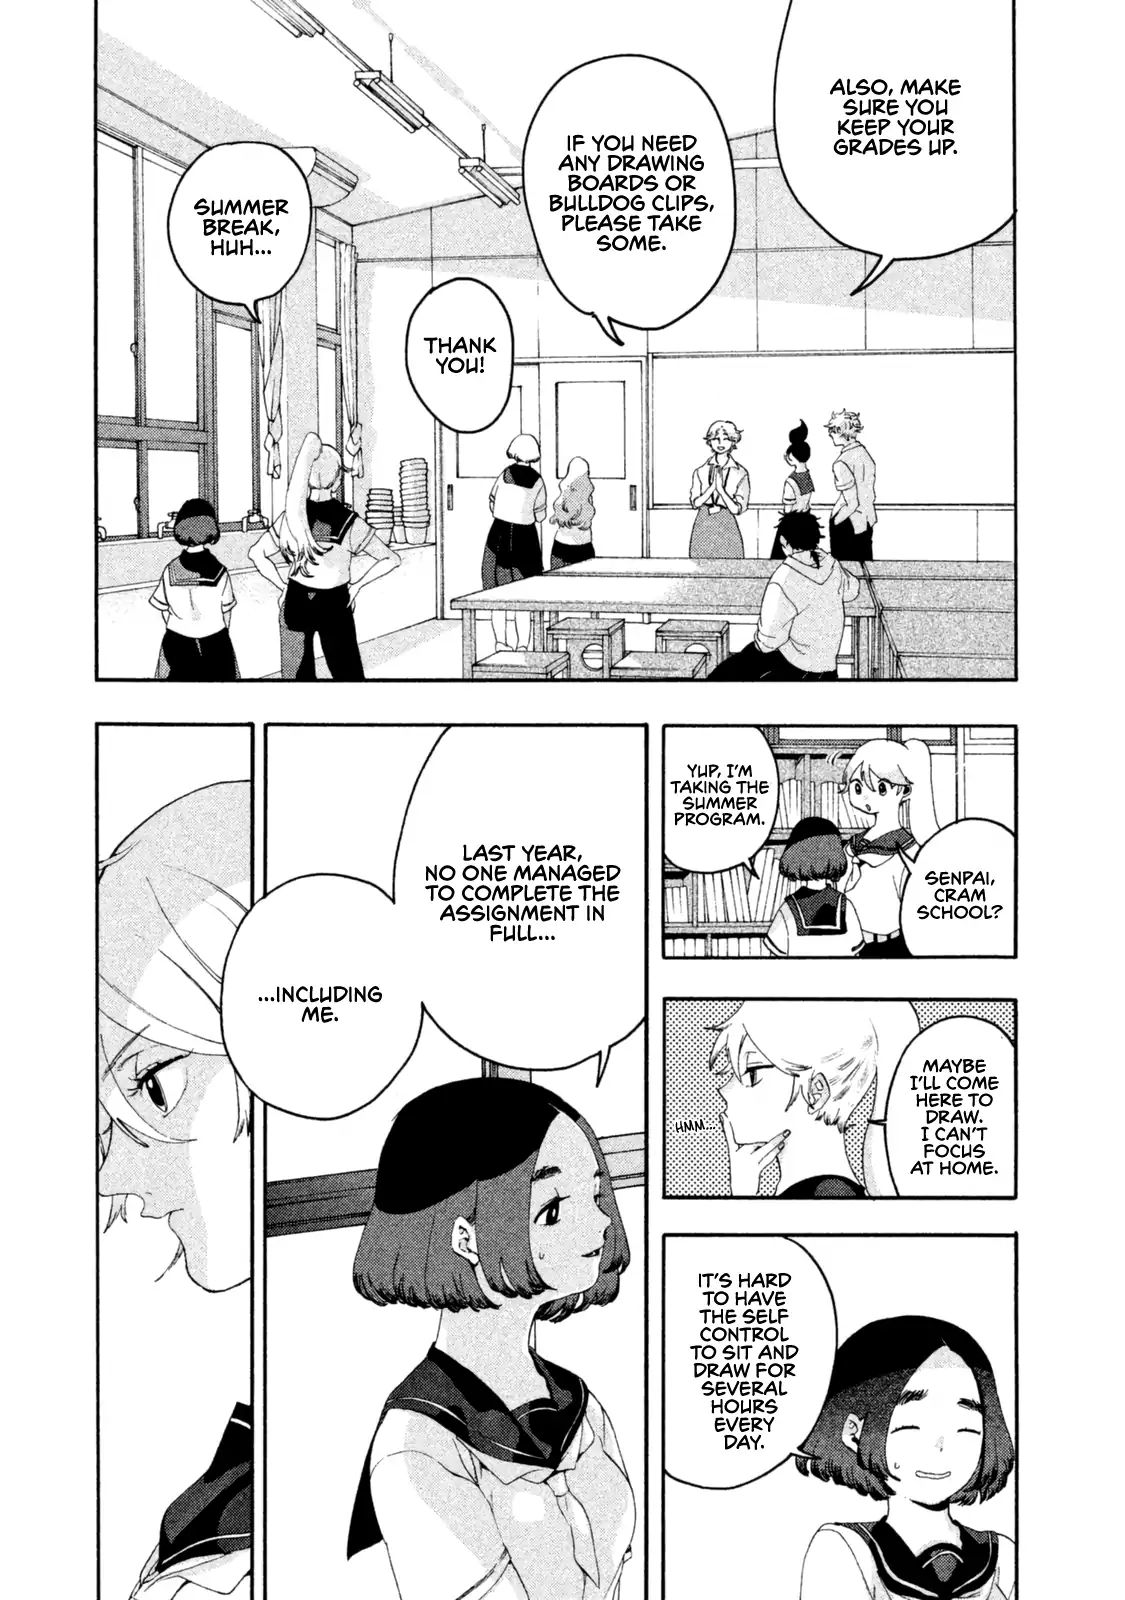 ALSO, MAKE
SURE YOU
KEEP YOUR
GRADES UP.
IF YOU NEED
ANY DRAWING
BOARDS OR
BULLDOG CLIPS,
PLEASE TAKE
SOME.
THANK
YOU!
SUMMER
BREAK,
HUH...
SENPAI,
CRAM
SCHOOL?
YUP, I'M
TAKING THE
SUMMER
PROGRAM.
MAYBE
I'LL COME
HERE TO
DRAW.
I CAN'T
FOCUS
AT HOME.
HMM...
IT'S HARD
TO HAVE
THE SELF
CONTROL
TO SIT AND
DRAW FOR
SEVERAL
HOURS
EVERY
DAY.
LAST YEAR,
NO ONE MANAGED
TO COMPLETE THE
ASSIGNMENT IN
FULL...
...INCLUDING
ME.